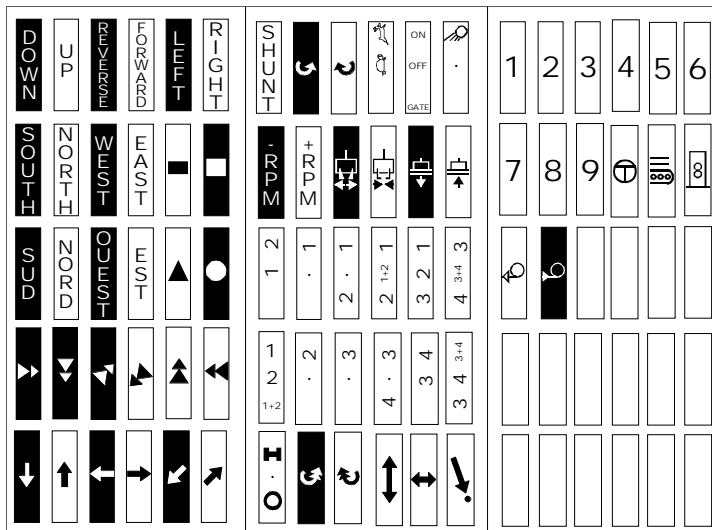 DOWN
UP
REVERSE
FORWARD
LEFT
RIGHT
SOUTH
NORTH
WEST
EAST
SUD
NORD
OUEST
EST
SHUNT
ON
OFF
GATE
-RPM
+RPM
1 2
· 1
2 · 1
2 1+2 1
3 2 1
4 3+4 3
1
2
1+2
· 2
· 3
4 · 3
3 4
3 4 3+4
I · O
1
2
3
4
5
6
7
8
9
8